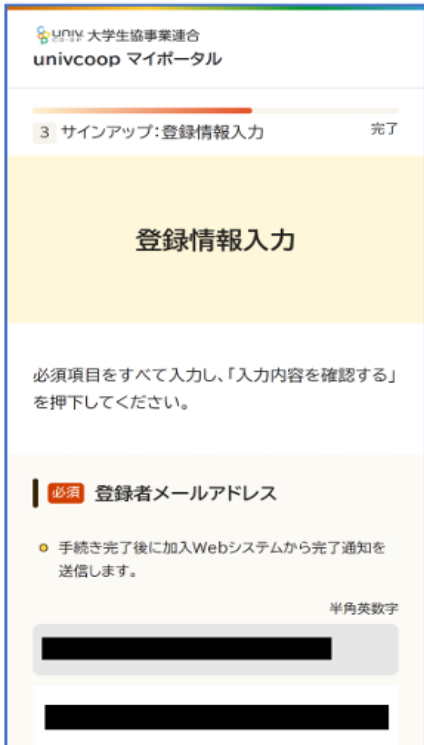 univ. 大学生協事業連合
CO-OP
univcoop マイポータル
3 サインアップ：登録情報入力 完了
登録情報入力
必須項目をすべて入力し、「入力内容を確認する」
を押下してください。
必須 登録者メールアドレス
手続き完了後に加入Webシステムから完了通知を
送信します。
半角英数字